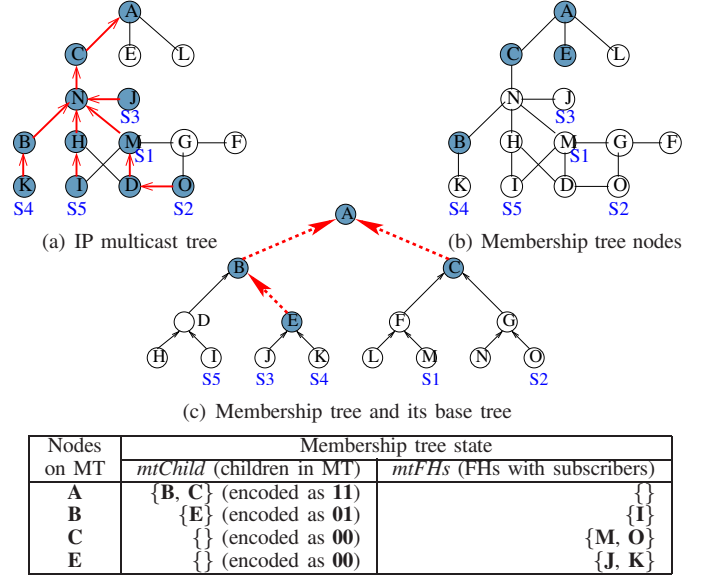 A A
C E L C E L
N J N J
S3 S3
B H M G F B H M G F
S1 S1
K I D O K I D O
S4 S5 S2 S4 S5 S2
(a) IP multicast tree (b) Membership tree nodes
A
B C
D E F G
H I J K L M N O
S5 S3 S4 S1 S2
(c) Membership tree and its base tree
Nodes on MT Membership tree state
mtChild (children in MT) mtFHs (FHs with subscribers)
A {B, C} (encoded as 11) {}
B {E} (encoded as 01) {I}
C {} (encoded as 00) {M, O}
E {} (encoded as 00) {J, K}